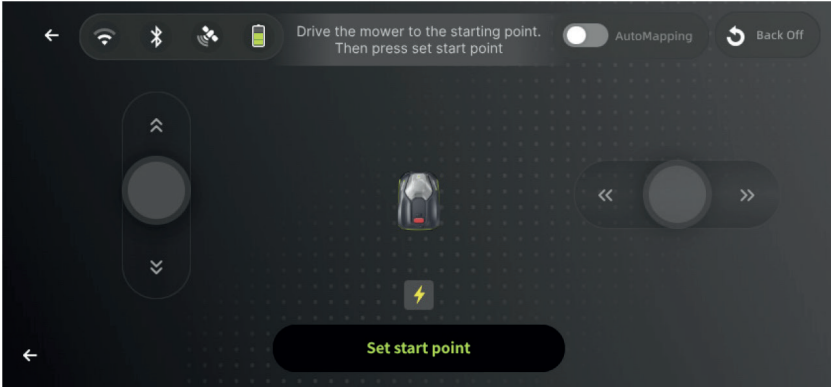 Drive the mower to the starting point.
Then press set start point
AutoMapping
Back Off
Set start point